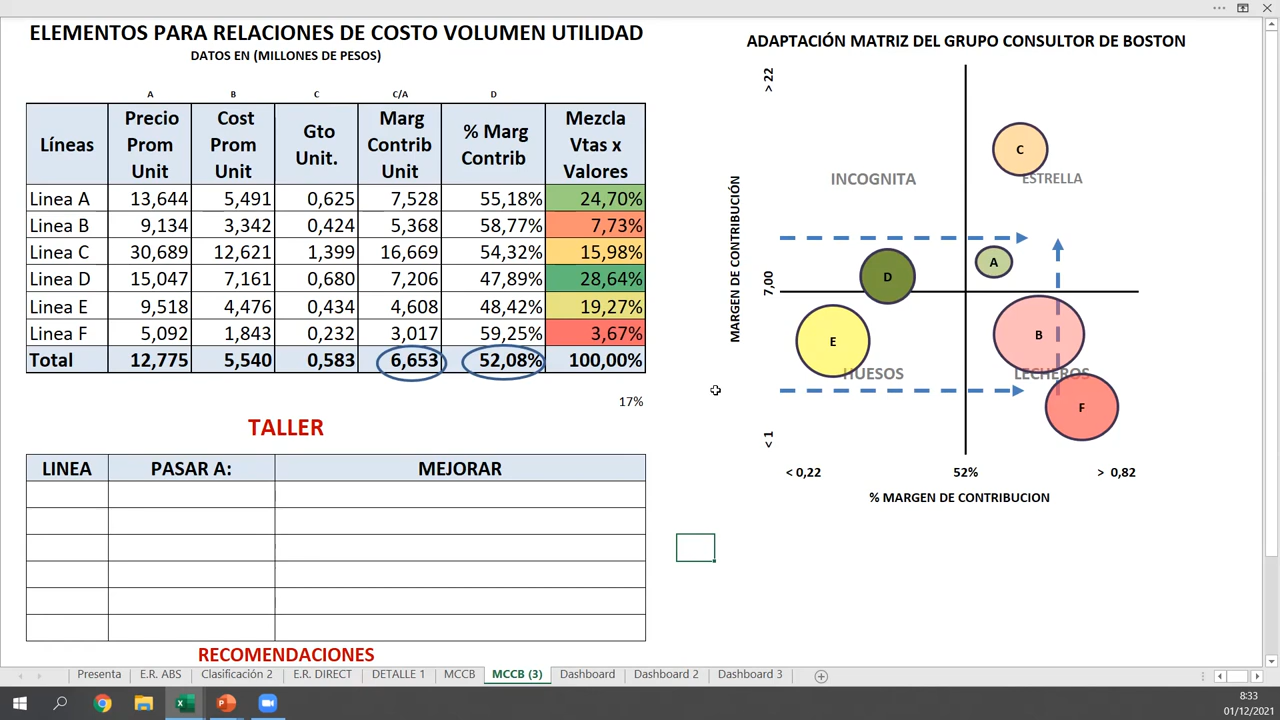 ELEMENTOS PARA RELACIONES DE COSTO VOLUMEN UTILIDAD
DATOS EN (MILLONES DE PESOS)
A B C C/A D
Líneas Precio Prom Unit Cost Prom Unit Gto Unit. Marg Contrib Unit % Marg Contrib Mezcla Vtas x Valores
Linea A 13,644 5,491 0,625 7,528 55,18% 24,70%
Linea B 9,134 3,342 0,424 5,368 58,77% 7,73%
Linea C 30,689 12,621 1,399 16,669 54,32% 15,98%
Linea D 15,047 7,161 0,680 7,206 47,89% 28,64%
Linea E 9,518 4,476 0,434 4,608 48,42% 19,27%
Linea F 5,092 1,843 0,232 3,017 59,25% 3,67%
Total 12,775 5,540 0,583 6,653 52,08% 100,00%
17%
TALLER
LINEA PASAR A: MEJORAR
RECOMENDACIONES
ADAPTACIÓN MATRIZ DEL GRUPO CONSULTOR DE BOSTON
> 22
MARGEN DE CONTRIBUCIÓN
7,00
< 1
INCOGNITA
ESTRELLA
C
A
D
E
B
HUESOS
LECHEROS
F
< 0,22 52% > 0,82
% MARGEN DE CONTRIBUCION
Presenta E.R. ABS Clasificación 2 E.R. DIRECT DETALLE 1 MCCB MCCB (3) Dashboard Dashboard 2 Dashboard 3
8:33
01/12/2021